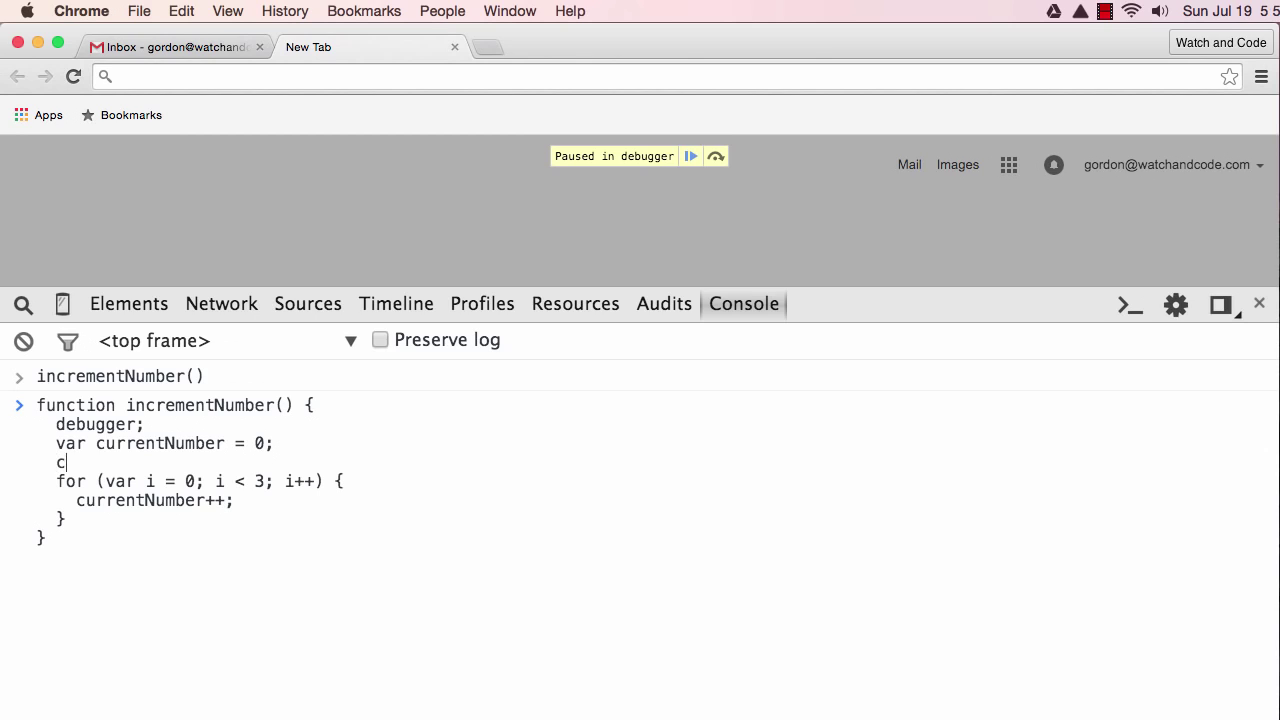 Chrome File Edit View History Bookmarks People Window Help Sun Jul 19 5 5
Inbox - gordon@watchand New Tab Watch and Code
Apps Bookmarks
Paused in debugger
Mail Images gordon@watchandcode.com
Elements Network Sources Timeline Profiles Resources Audits Console
<top frame> Preserve log
incrementNumber()
function incrementNumber() {
debugger;
var currentNumber = 0;
c
for (var i = 0; i < 3; i++) {
currentNumber++;
}
}